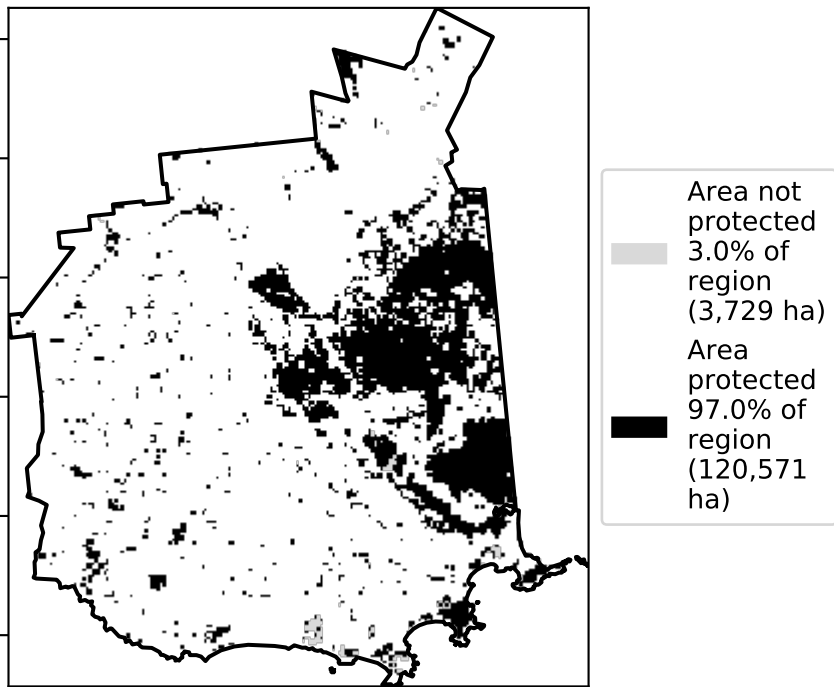 Area not
protected
3.0% of
region
(3,729 ha)
Area
protected
97.0% of
region
(120,571
ha)